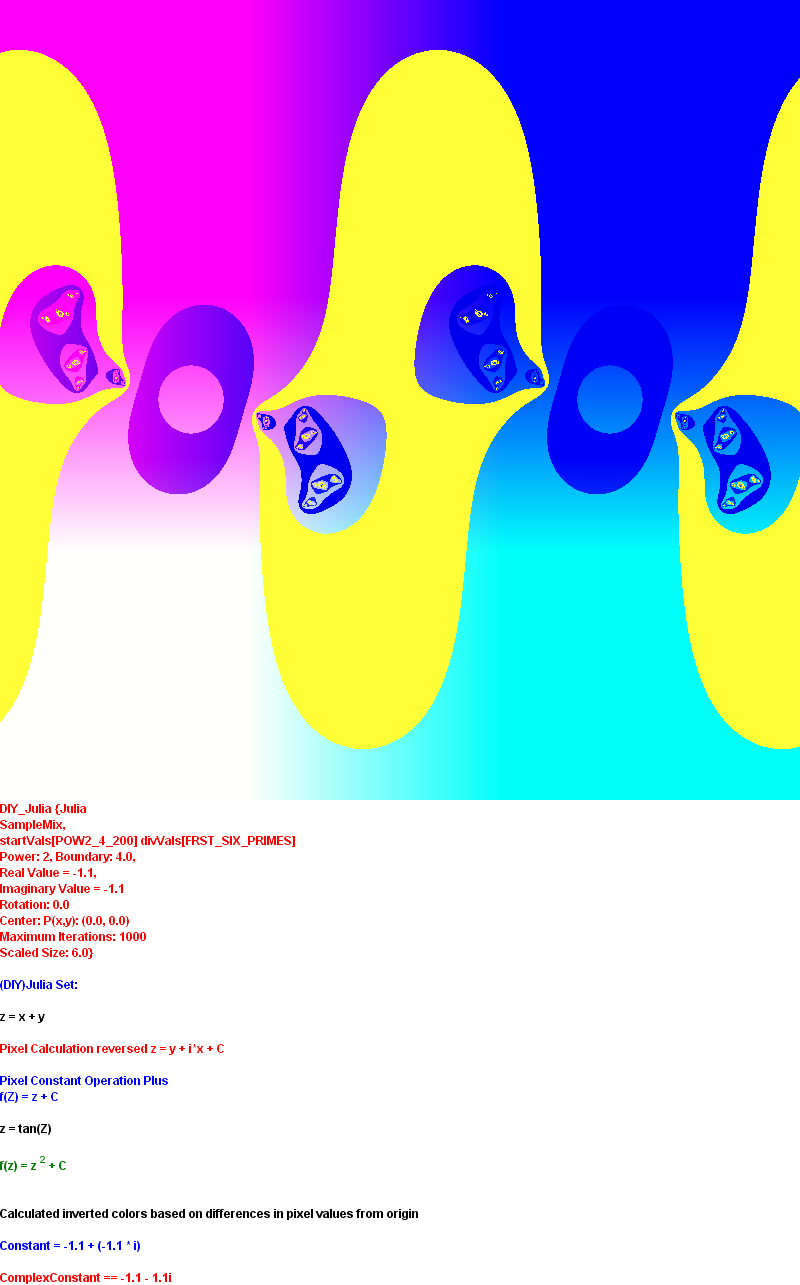 DIY_Julia {Julia
SampleMix,
startVals[POW2_4_200] divVals[FRST_SIX_PRIMES]
Power: 2, Boundary: 4.0,
Real Value = -1.1,
Imaginary Value = -1.1
Rotation: 0.0
Center: P(x,y): (0.0, 0.0)
Maximum Iterations: 1000
Scaled Size: 6.0}
(DIY)Julia Set:
z = x + y
Pixel Calculation reversed z = y + i*x + C
Pixel Constant Operation Plus
f(Z) = z + C
z = tan(Z)
f(z) = z ² + C
Calculated inverted colors based on differences in pixel values from origin
Constant = -1.1 + (-1.1 * i)
ComplexConstant == -1.1 - 1.1i